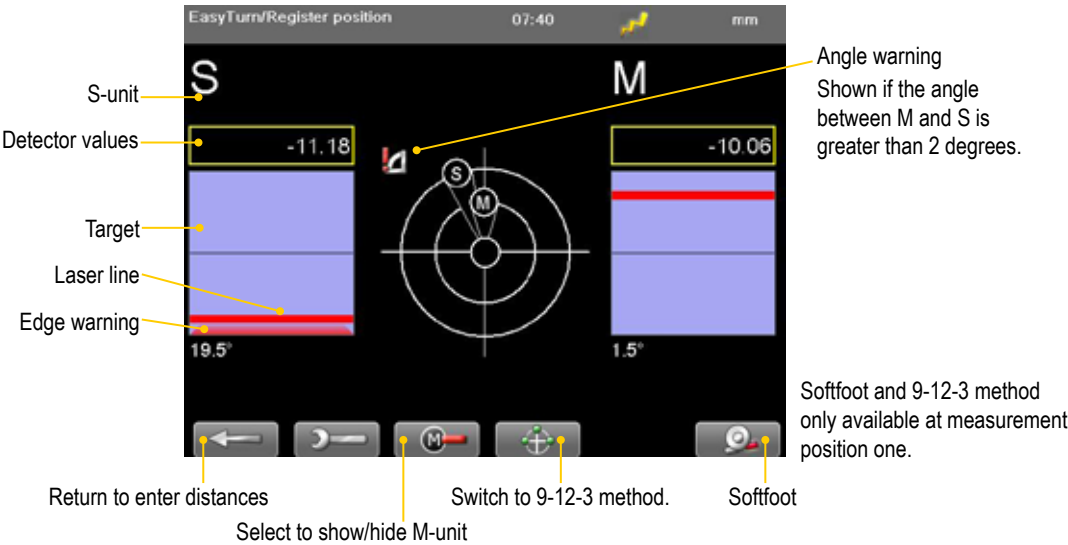 EasyTurn/Register position
07:40
mm
Angle warning
Shown if the angle
between M and S is
greater than 2 degrees.
S
M
S-unit
Detector values
-11.18
-10.06
S
M
Target
Laser line
Edge warning
19.5°
1.5°
Softfoot and 9-12-3 method
only available at measurement
position one.
M
Return to enter distances
Switch to 9-12-3 method.
Softfoot
Select to show/hide M-unit